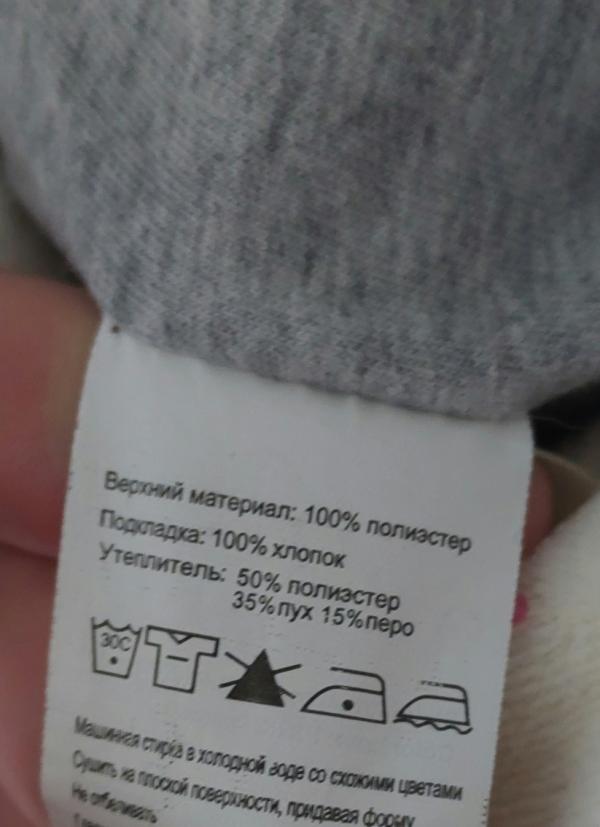 Верхний материал: 100% полиэстер
Подкладка: 100% хлопок
Утеплитель: 50% полиэстер
35%пух 15%перо
30С
Машинная стирка в холодной воде со схожими цветами
Сушить на плоской поверхности, придавая форму
Не отбеливать